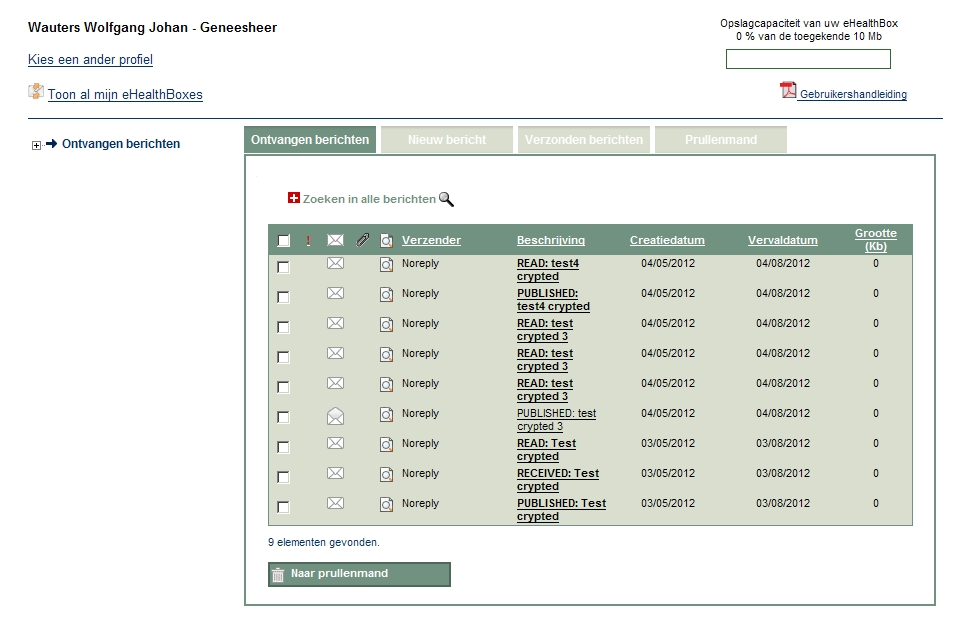 Wauters Wolfgang Johan - Geneesheer
Opslagcapaciteit van uw eHealthBox
0 % van de toegekende 10 Mb
Kies een ander profiel
Toon al mijn eHealthBoxes
Gebruikershandleiding
Ontvangen berichten
Ontvangen berichten Nieuw bericht Verzonden berichten Prullenmand
Zoeken in alle berichten
! Verzender Beschrijving Creatiedatum Vervaldatum Grootte
(Kb)
Noreply READ: test4 04/05/2012 04/08/2012 0
crypted
Noreply PUBLISHED: 04/05/2012 04/08/2012 0
test4 crypted
Noreply READ: test 04/05/2012 04/08/2012 0
crypted 3
Noreply READ: test 04/05/2012 04/08/2012 0
crypted 3
Noreply READ: test 04/05/2012 04/08/2012 0
crypted 3
Noreply PUBLISHED: test 04/05/2012 04/08/2012 0
crypted 3
Noreply READ: Test 03/05/2012 03/08/2012 0
crypted
Noreply RECEIVED: Test 03/05/2012 03/08/2012 0
crypted
Noreply PUBLISHED: Test 03/05/2012 03/08/2012 0
crypted
9 elementen gevonden.
Naar prullenmand